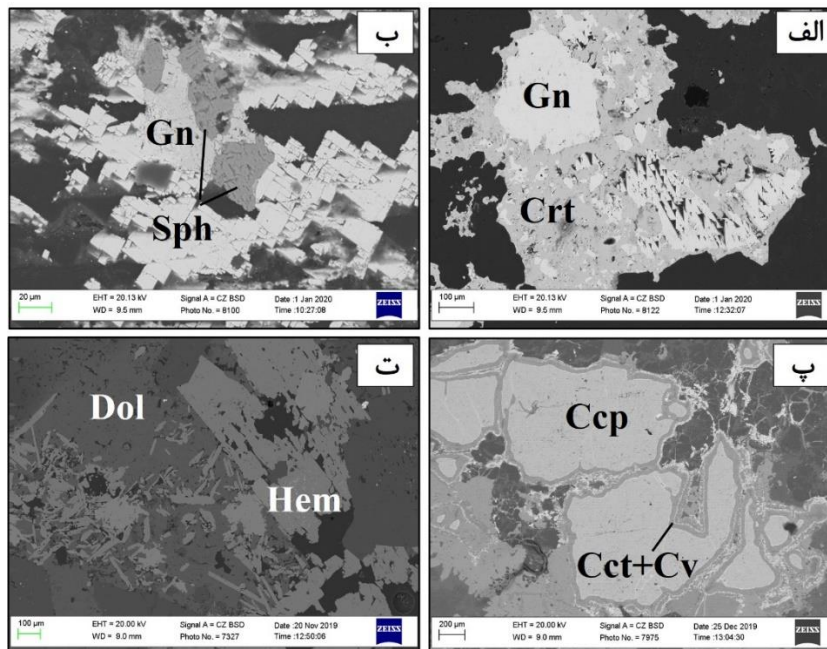 الف
Gn
Crt
100 µm
EHT = 20.13 kV Signal A = CZ BSD Date :1 Jan 2020
WD = 9.5 mm Photo No. = 8122 Time :12:32:07
ZEISS
ب
Gn
Sph
20 µm
EHT = 20.13 kV Signal A = CZ BSD Date :1 Jan 2020
WD = 9.5 mm Photo No. = 8100 Time :10:27:08
ZEISS
پ
Ccp
Cct+Cv
200 µm
EHT = 20.00 kV Signal A = CZ BSD Date :25 Dec 2019
WD = 9.0 mm Photo No. = 7975 Time :13:04:30
ZEISS
ت
Dol
Hem
100 µm
EHT = 20.00 kV Signal A = CZ BSD Date :20 Nov 2019
WD = 9.0 mm Photo No. = 7327 Time :12:50:06
ZEISS